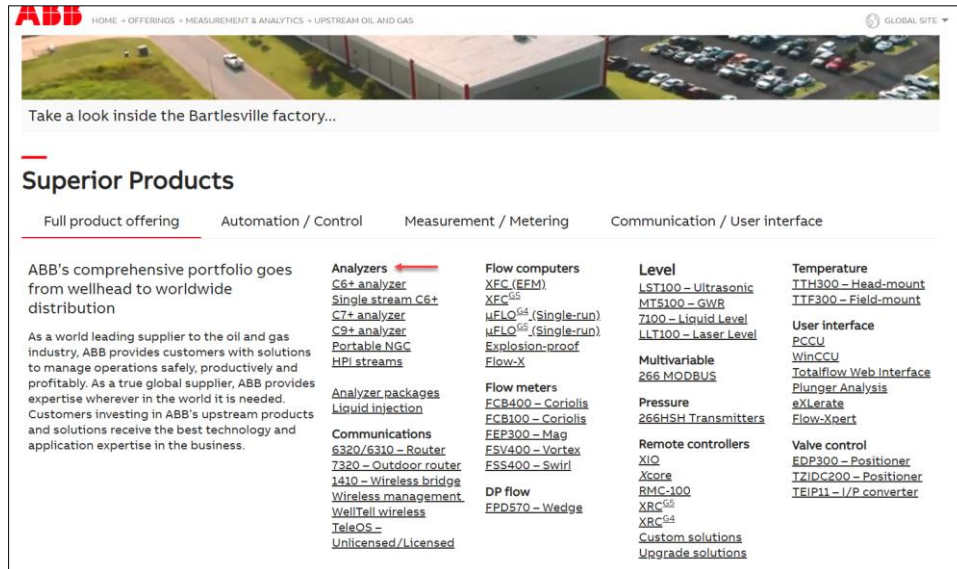 ABB HOME » OFFERINGS » MEASUREMENT & ANALYTICS » UPSTREAM OIL AND GAS
GLOBAL SITE
Take a look inside the Bartlesville factory...
Superior Products
Full product offering
Automation / Control
Measurement / Metering
Communication / User interface
ABB's comprehensive portfolio goes
from wellhead to worldwide
distribution
As a world leading supplier to the oil and gas
industry, ABB provides customers with solutions
to manage operations safely, productively and
profitably. As a true global supplier, ABB provides
expertise wherever in the world it is needed.
Customers investing in ABB's upstream products
and solutions receive the best technology and
application expertise in the business.
Analyzers
C6+ analyzer
Single stream C6+
C7+ analyzer
C9+ analyzer
Portable NGC
HPI streams
Analyzer packages
Liquid injection
Communications
6320/6310 – Router
7320 – Outdoor router
1410 – Wireless bridge
Wireless management
WellTell wireless
TeleOS –
Unlicensed/Licensed
Flow computers
XFC (EFM)
XFCG5
µFLOG4 (Single-run)
µFLOG5 (Single-run)
Explosion-proof
Flow-X
Flow meters
FCB400 – Coriolis
FCB100 – Coriolis
FEP300 – Mag
FSV400 – Vortex
FSS400 – Swirl
DP flow
FPD570 – Wedge
Level
LST100 – Ultrasonic
MT5100 – GWR
7100 – Liquid Level
LLT100 – Laser Level
Multivariable
266 MODBUS
Pressure
266HSH Transmitters
Remote controllers
XIO
Xcore
RMC-100
XRCG5
XRCG4
Custom solutions
Upgrade solutions
Temperature
TTH300 – Head-mount
TTF300 – Field-mount
User interface
PCCU
WinCCU
Totalflow Web Interface
Plunger Analysis
eXLerate
Flow-Xpert
Valve control
EDP300 – Positioner
TZIDC200 – Positioner
TEIP11 – I/P converter